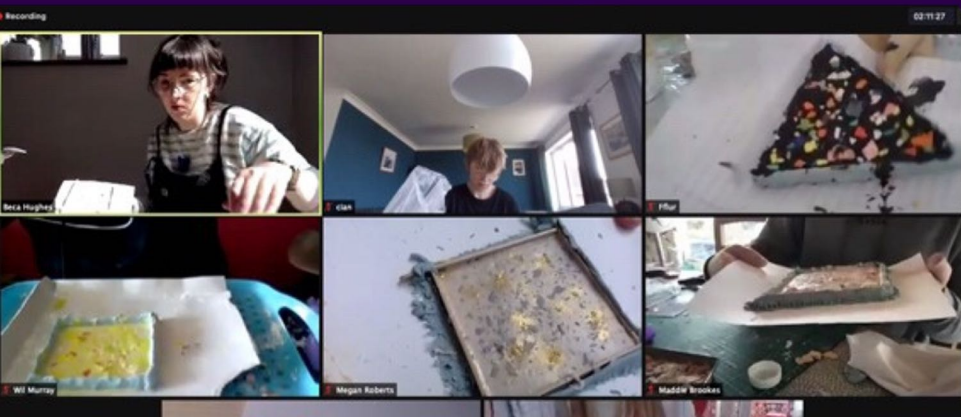 Recording
02:11:27
Beca Hughes
cian
Fflur
Wil Murray
Megan Roberts
Maddie Brookes